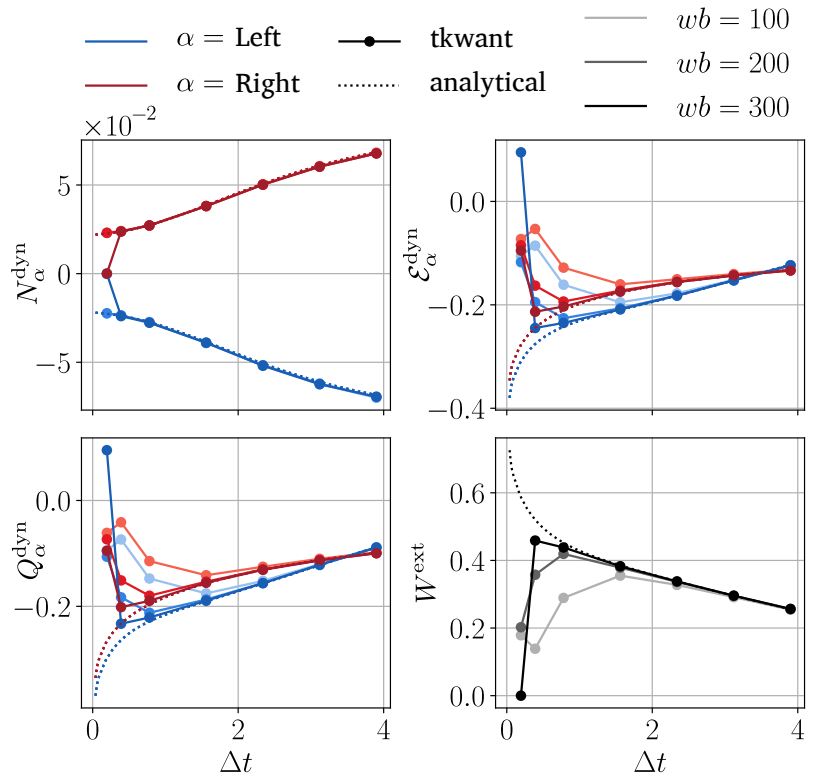 α = Left
α = Right
tkwant
analytical
wb = 100
wb = 200
wb = 300
×10⁻²
5
0
−5
N_α^dyn
0.0
−0.2
−0.4
ℰ_α^dyn
0.0
−0.2
Q_α^dyn
0 2 4
Δt
0.6
0.4
0.2
0.0
W^ext
0 2 4
Δt